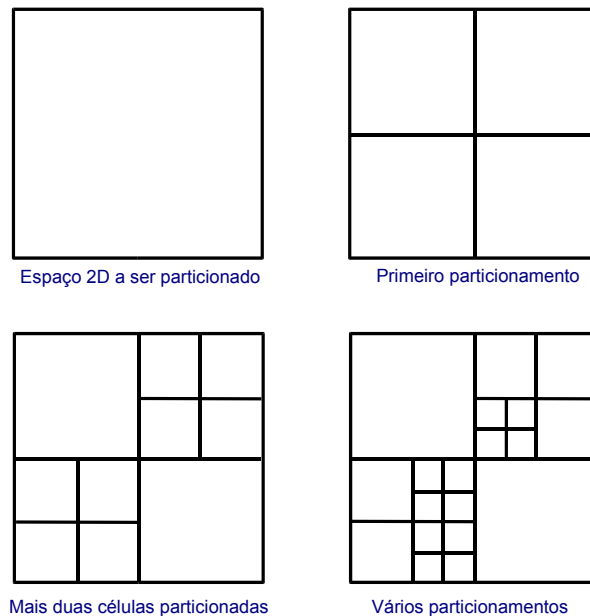 Espaço 2D a ser particionado
Primeiro particionamento
Mais duas células particionadas
Vários particionamentos